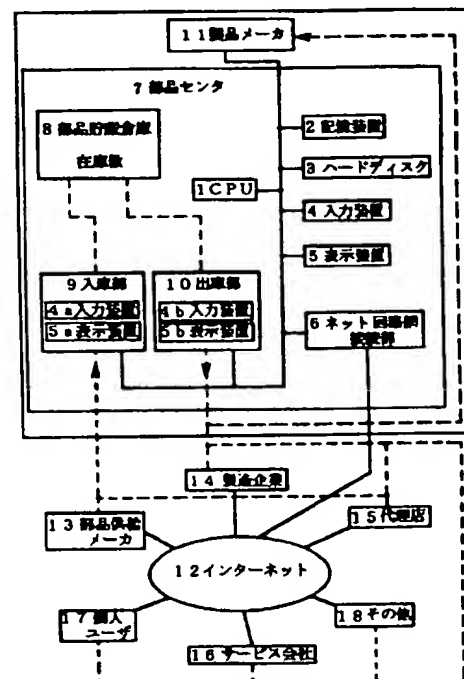 11製品メーカ
7部品センタ
8部品貯蔵倉庫
在庫数
2記憶装置
3ハードディスク
1CPU
4入力装置
5表示装置
9入庫部
4a入力装置
5a表示装置
10出庫部
4b入力装置
5b表示装置
6ネット回路網
接続部
14製造企業
13部品供給
メーカ
15代理店
12インターネット
17個人
ユーザ
18その他
16サービス会社